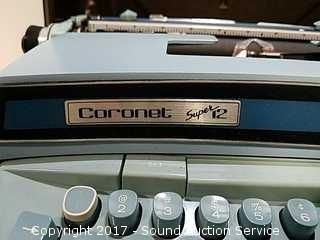 Coronet Super 12
@ # $ % ¢
2 3 4 5 6
Copyright 2017 - Sound Auction Service